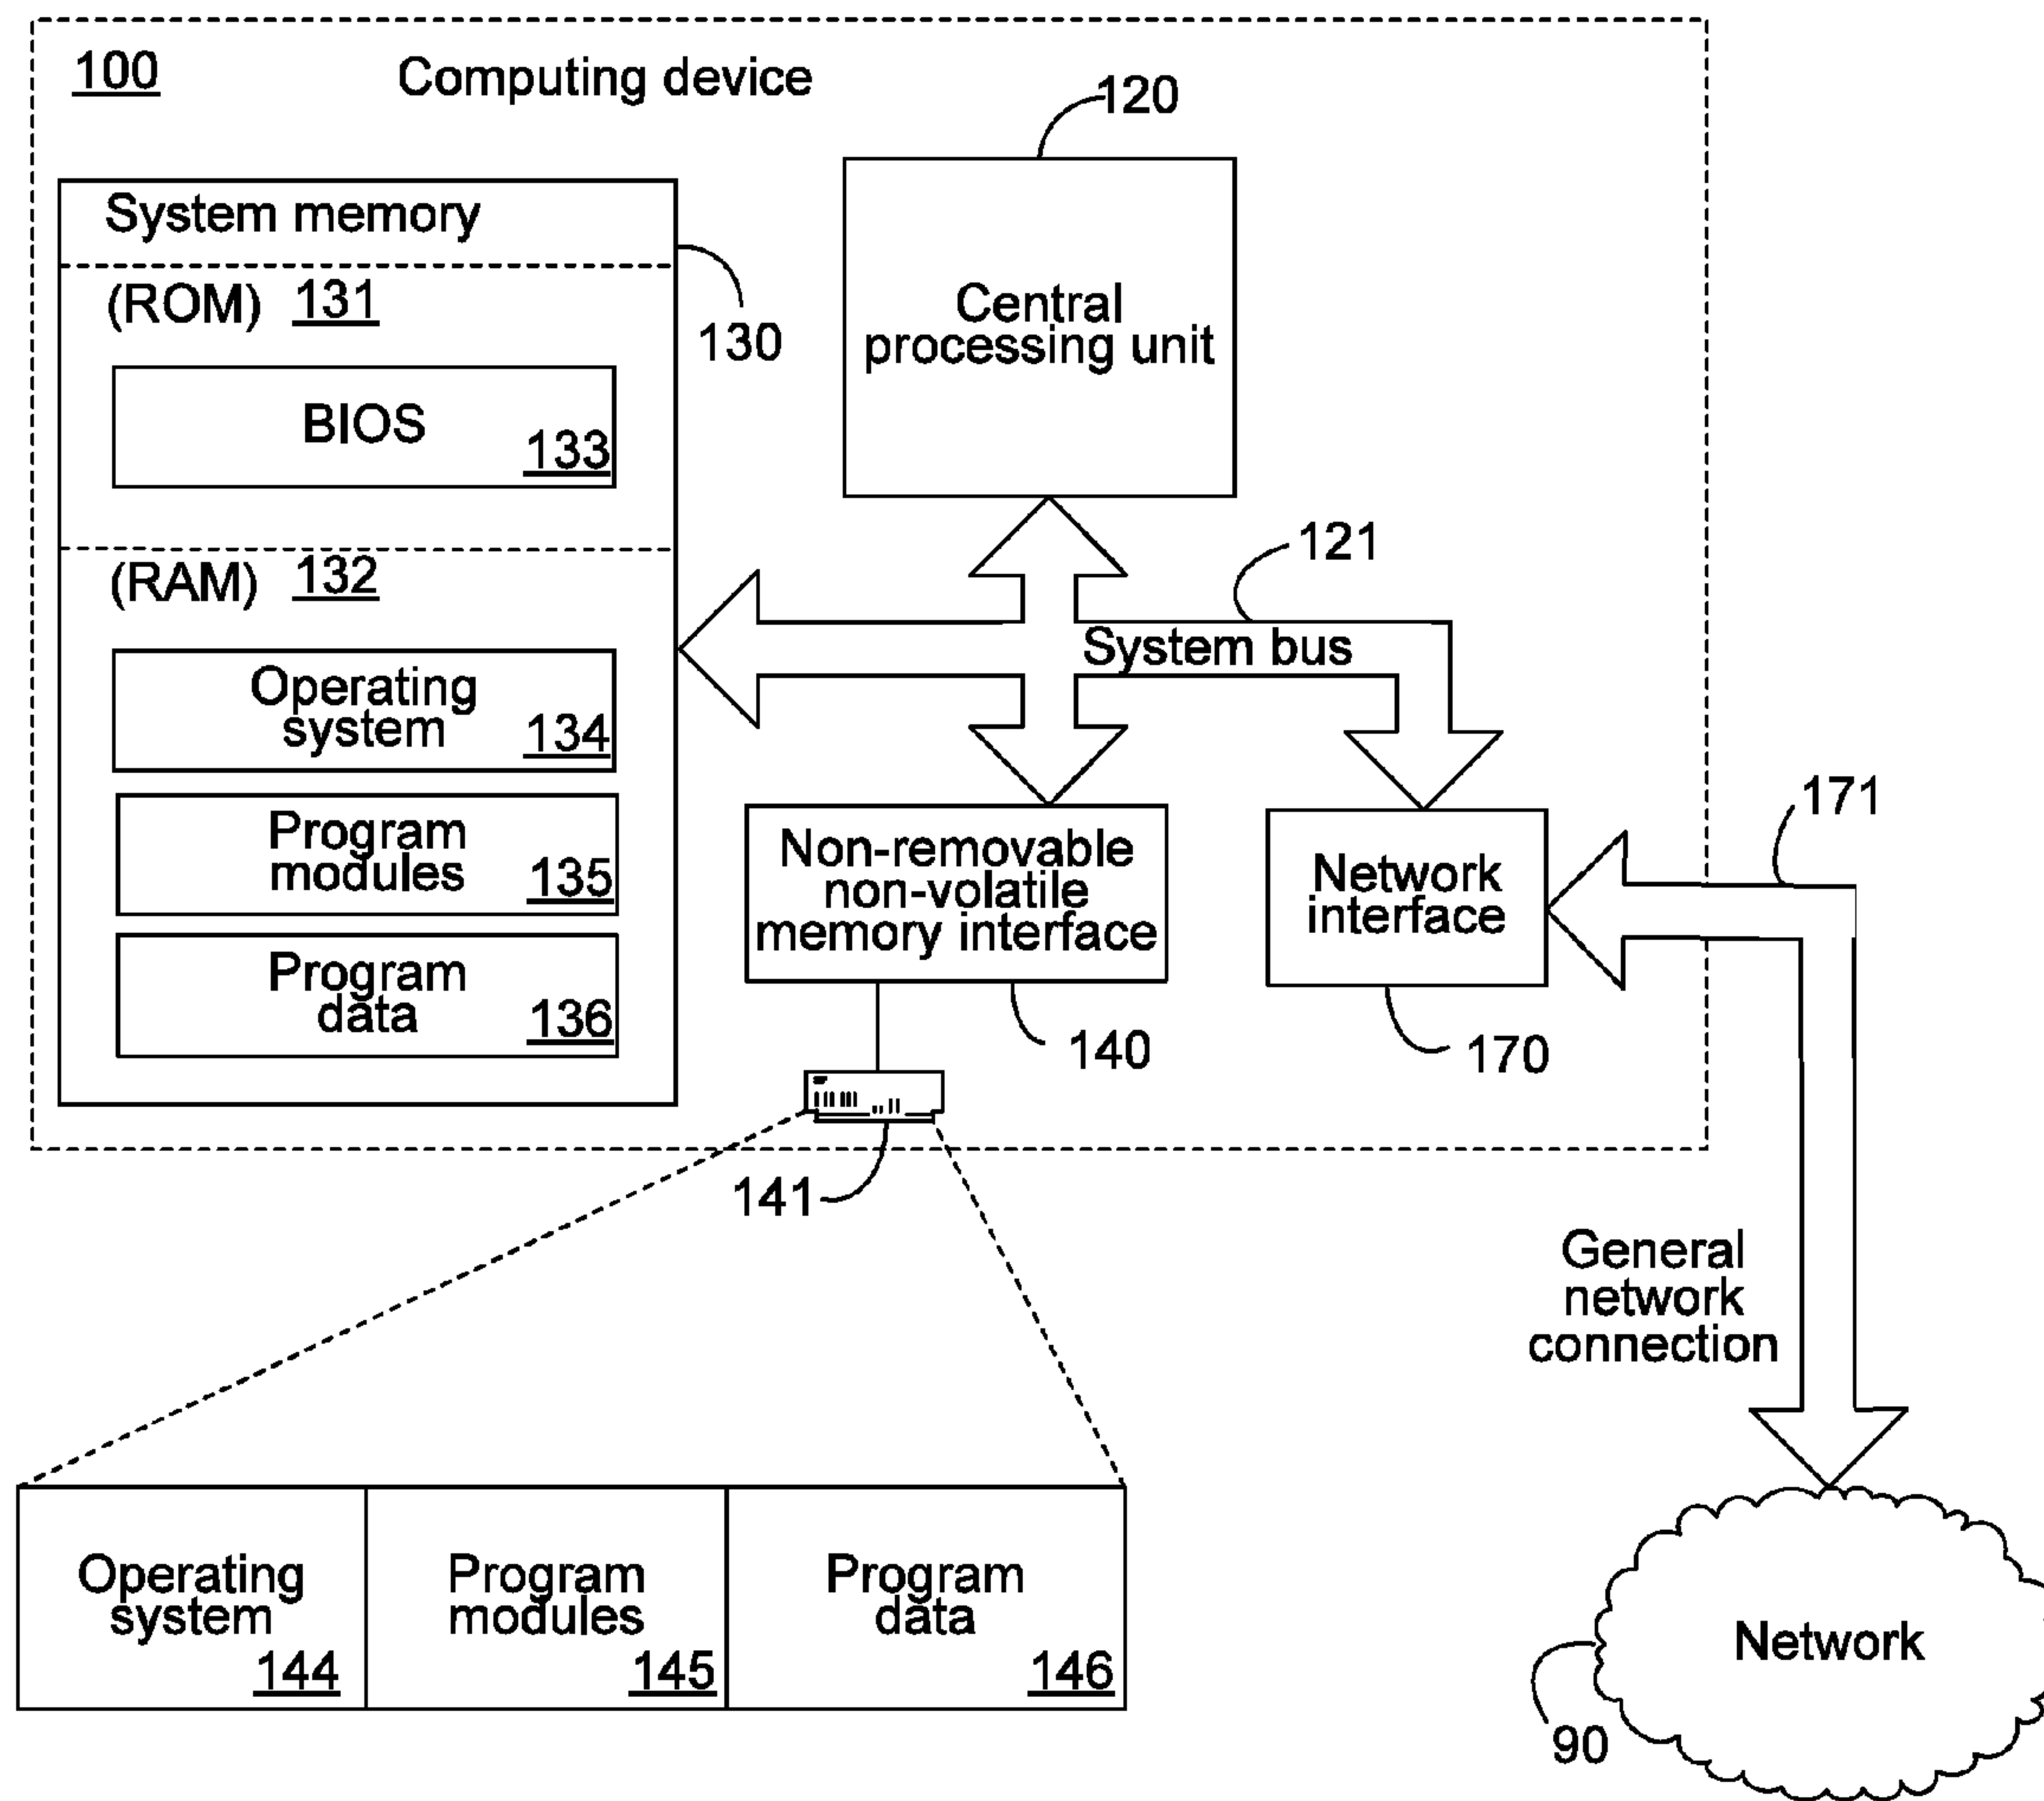 100
Computing device
120
System memory
(ROM) 131
130
Central
processing unit
BIOS
133
121
(RAM) 132
System bus
Operating
system
134
Program
modules
135
Program
data
136
Non-removable
non-volatile
memory interface
140
Network
interface
170
171
141
General
network
connection
Operating
system
144
Program
modules
145
Program
data
146
Network
90